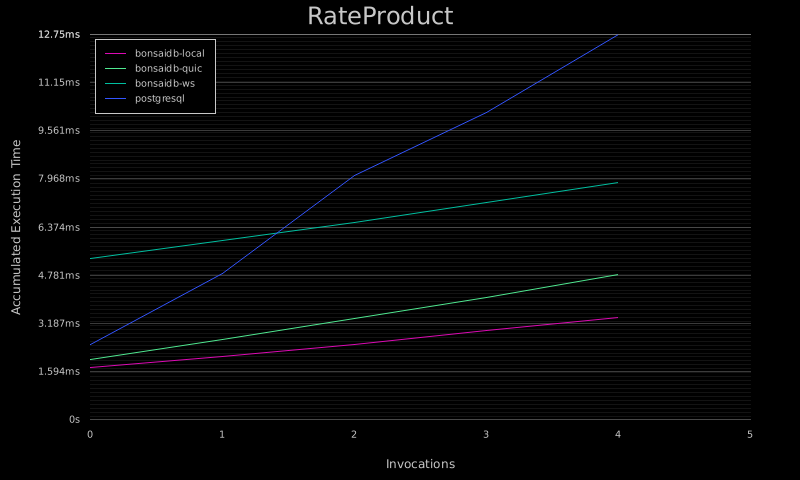 RateProduct
12.75ms
bonsaidb-local
bonsaidb-quic
bonsaidb-ws
postgresql
11.15ms
9.561ms
7.968ms
6.374ms
4.781ms
3.187ms
1.594ms
0s
Accumulated Execution Time
0 1 2 3 4 5
Invocations